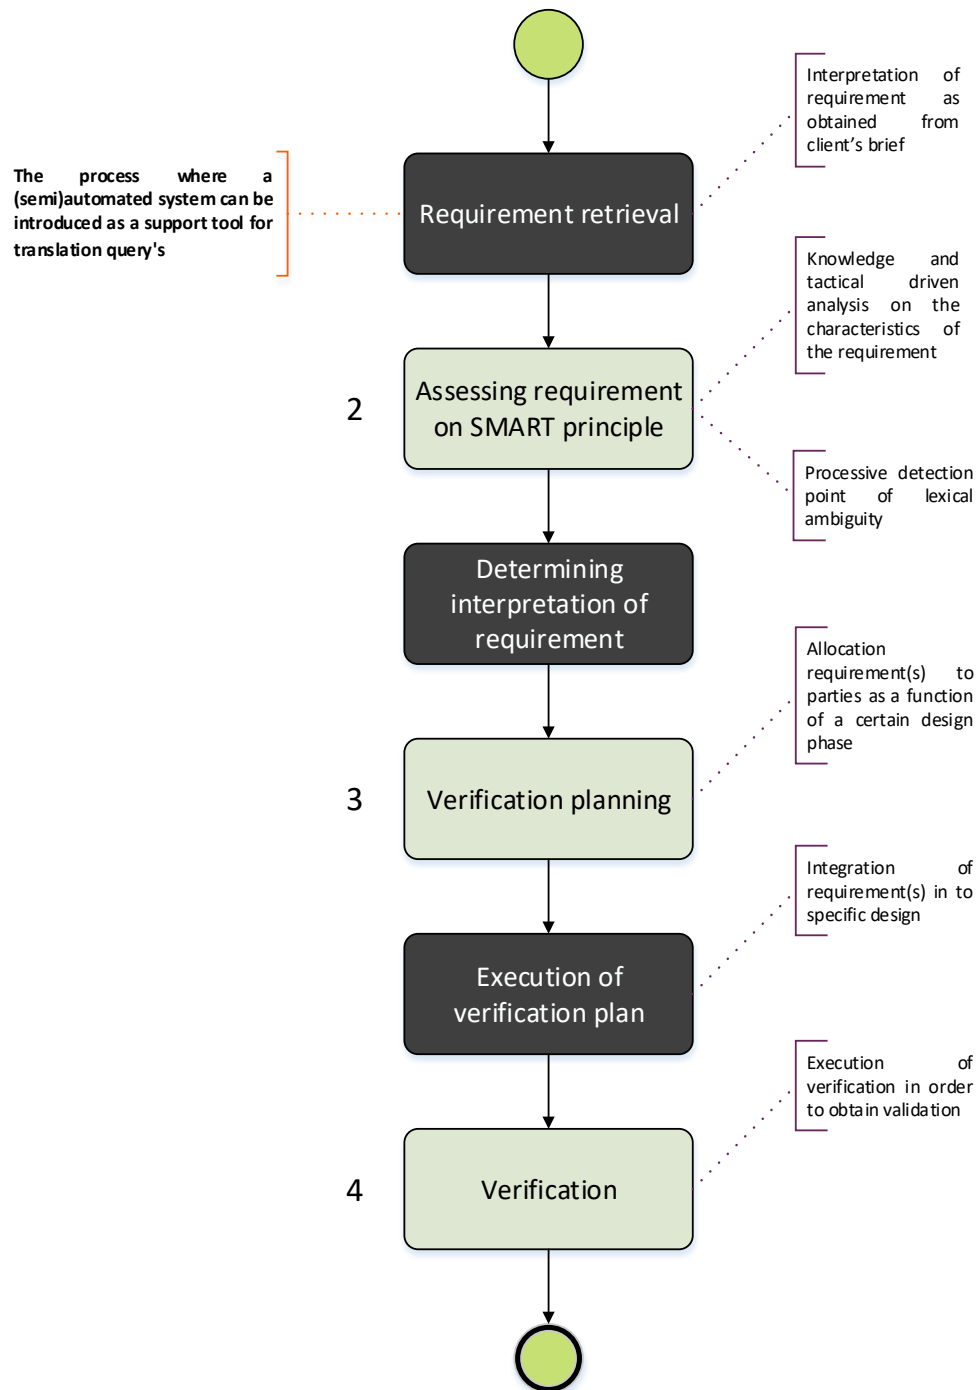 Interpretation of
requirement as
obtained from
client's brief
The process where a
(semi)automated system can be
introduced as a support tool for
translation query's
Requirement retrieval
Knowledge and
tactical driven
analysis on the
characteristics of
the requirement
2
Assessing requirement
on SMART principle
Processive detection
point of lexical
ambiguity
Determining
interpretation of
requirement
Allocation
requirement(s) to
parties as a function
of a certain design
phase
3
Verification planning
Integration of
requirement(s) in to
specific design
Execution of
verification plan
Execution of
verification in order
to obtain validation
4
Verification